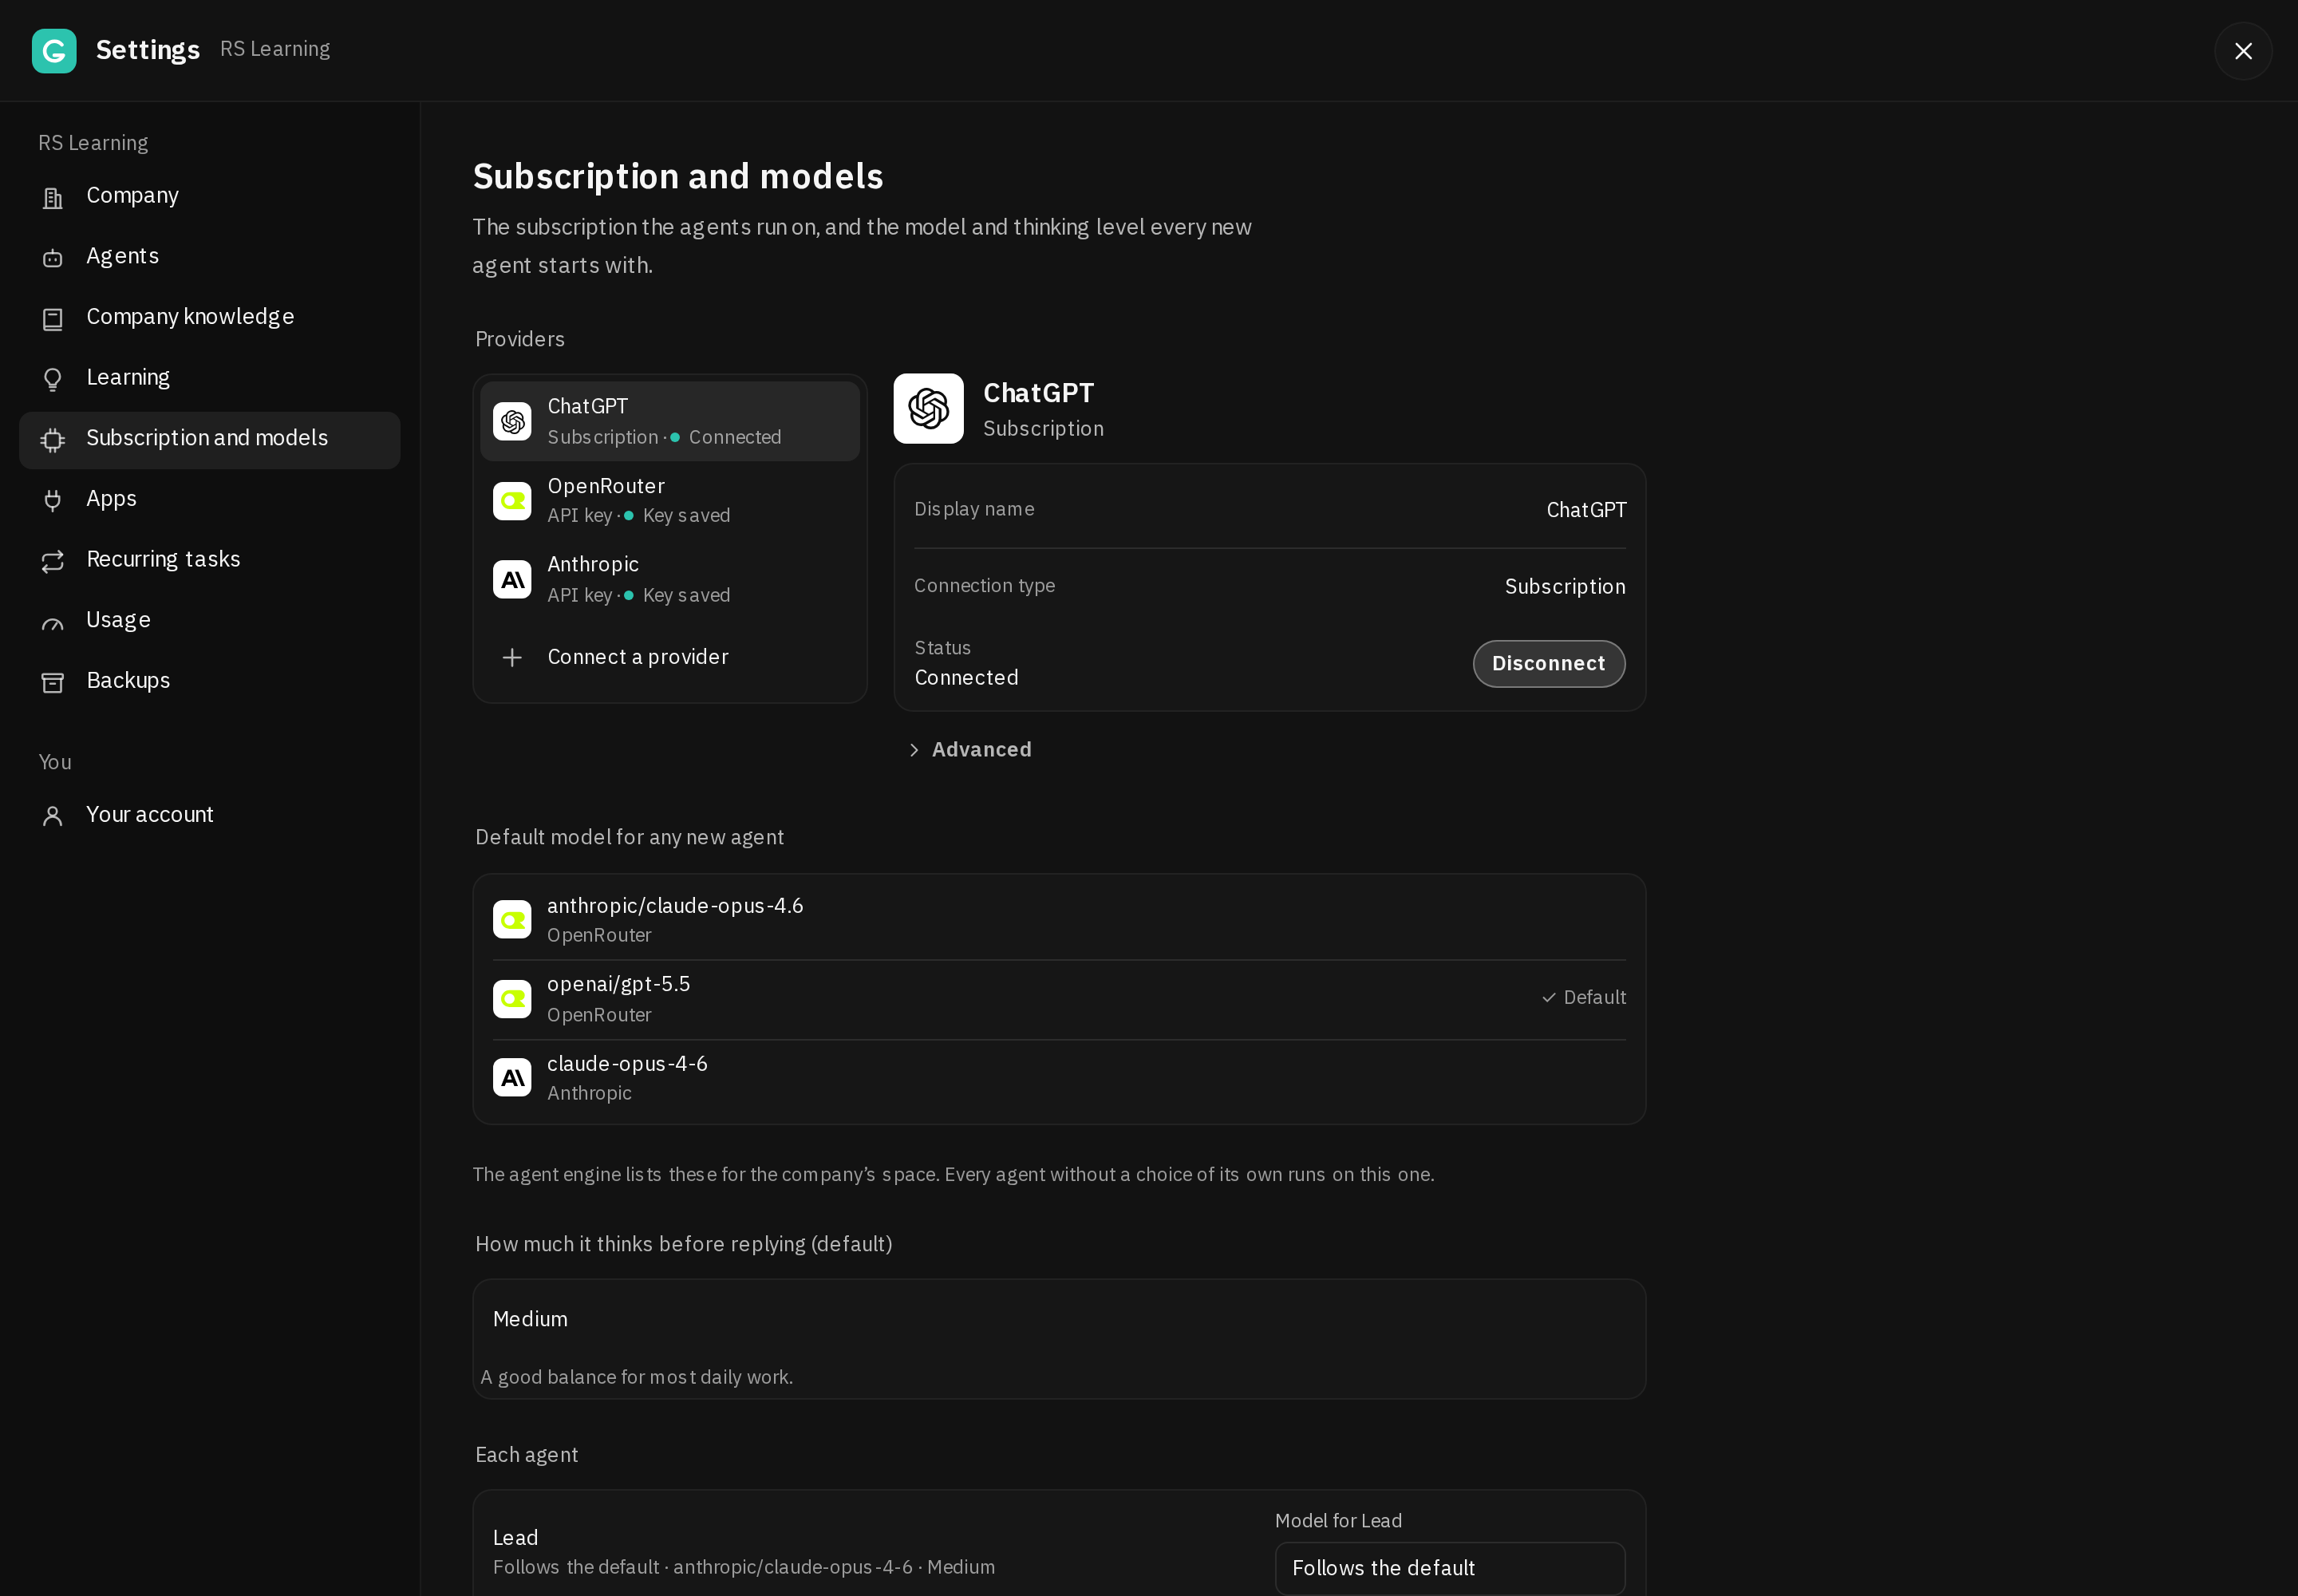 Settings RS Learning
RS Learning
Company
Agents
Company knowledge
Learning
Subscription and models
Apps
Recurring tasks
Usage
Backups
You
Your account
Subscription and models
The subscription the agents run on, and the model and thinking level every new
agent starts with.
Providers
ChatGPT
Subscription · Connected
OpenRouter
API key · Key saved
Anthropic
API key · Key saved
Connect a provider
ChatGPT
Subscription
Display name ChatGPT
Connection type Subscription
Status
Connected
Disconnect
Advanced
Default model for any new agent
anthropic/claude-opus-4.6
OpenRouter
openai/gpt-5.5
OpenRouter
Default
claude-opus-4-6
Anthropic
The agent engine lists these for the company’s space. Every agent without a choice of its own runs on this one.
How much it thinks before replying (default)
Medium
A good balance for most daily work.
Each agent
Lead
Follows the default · anthropic/claude-opus-4-6 · Medium
Model for Lead
Follows the default